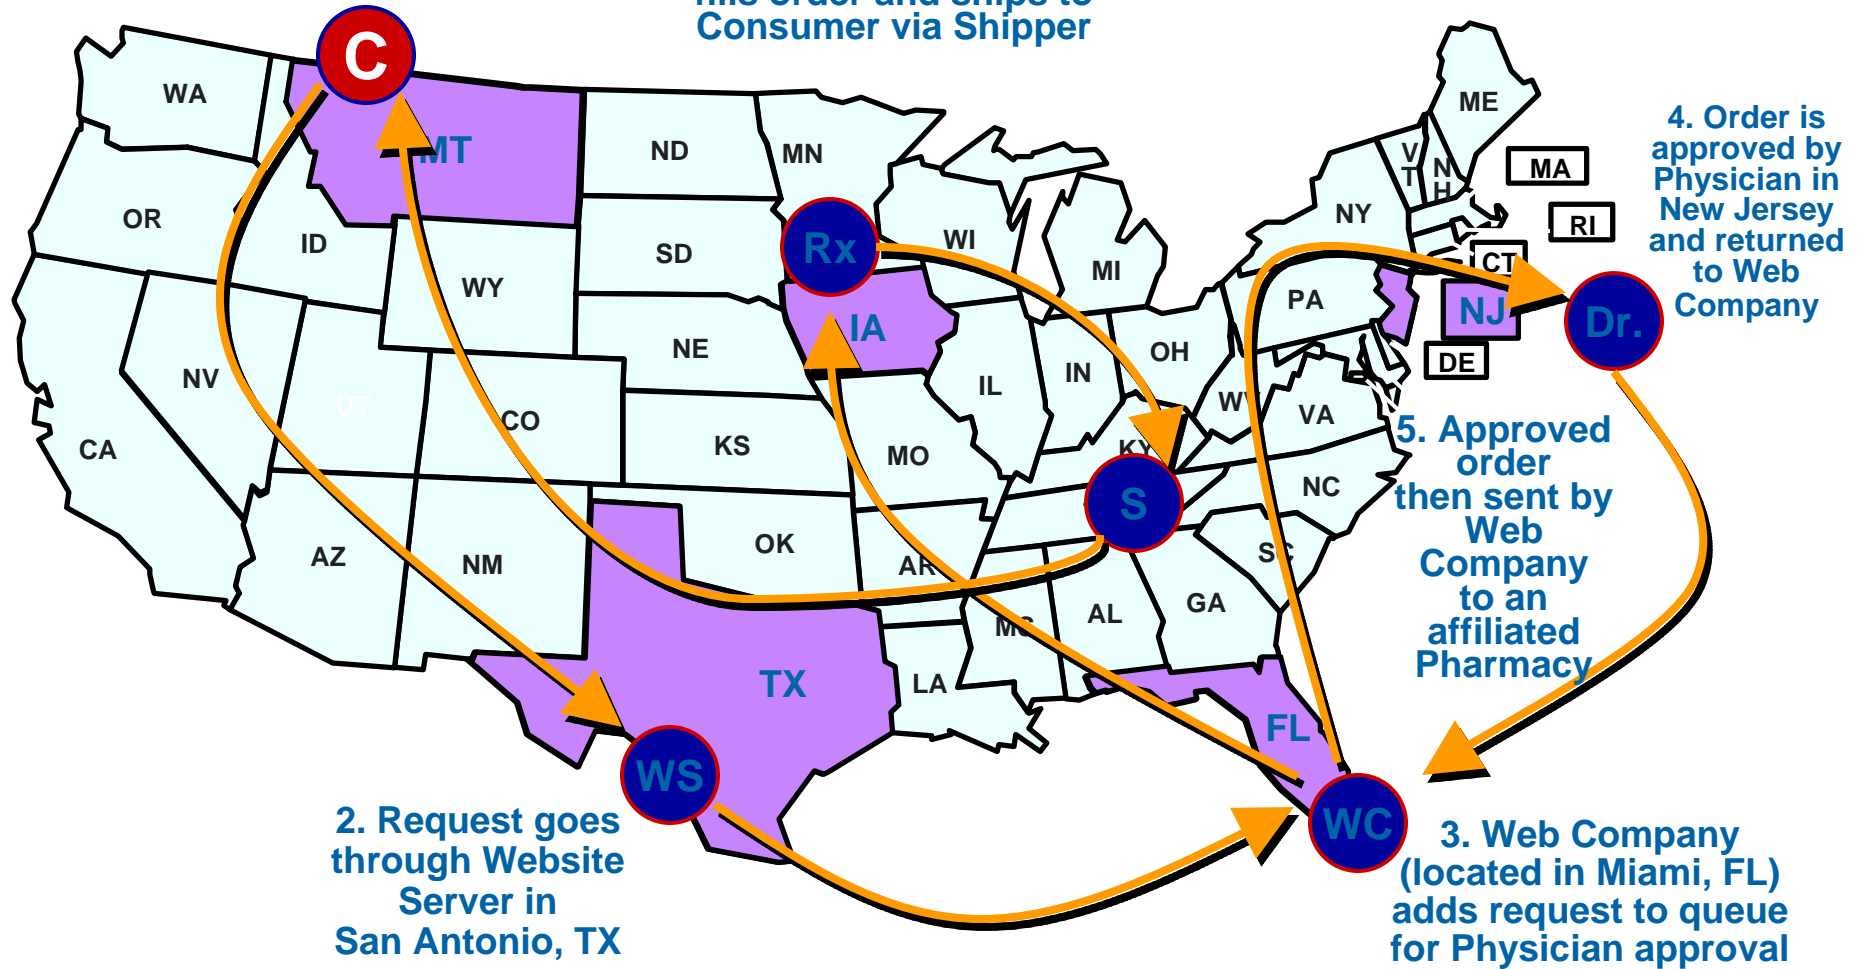 Consumer via Shipper
C
WA
MT
ND
MN
ME
OR
ID
WY
SD
Rx
WI
MI
NY
V
T
N
H
MA
RI
CT
4. Order is
approved by
Physician in
New Jersey
and returned
to Web
Company
PA
NJ
Dr.
DE
NV
UT
CO
NE
IA
IL
IN
OH
WV
VA
CA
KS
MO
KY
S
NC
5. Approved
order
then sent by
Web
Company
to an
affiliated
Pharmacy
AZ
NM
OK
AR
SC
GA
AL
TX
LA
FL
WS
WC
2. Request goes
through Website
Server in
San Antonio, TX
3. Web Company
(located in Miami, FL)
adds request to queue
for Physician approval